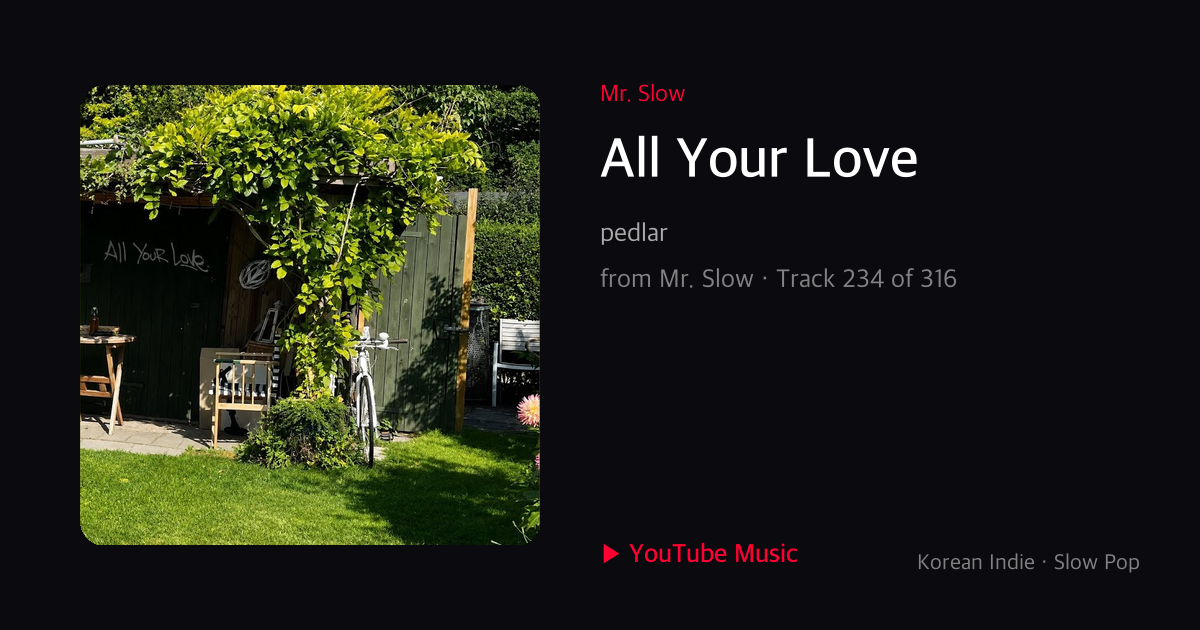 Mr. Slow
All Your Love
pedlar
from Mr. Slow · Track 234 of 316
All Your Love.
YouTube Music
Korean Indie · Slow Pop